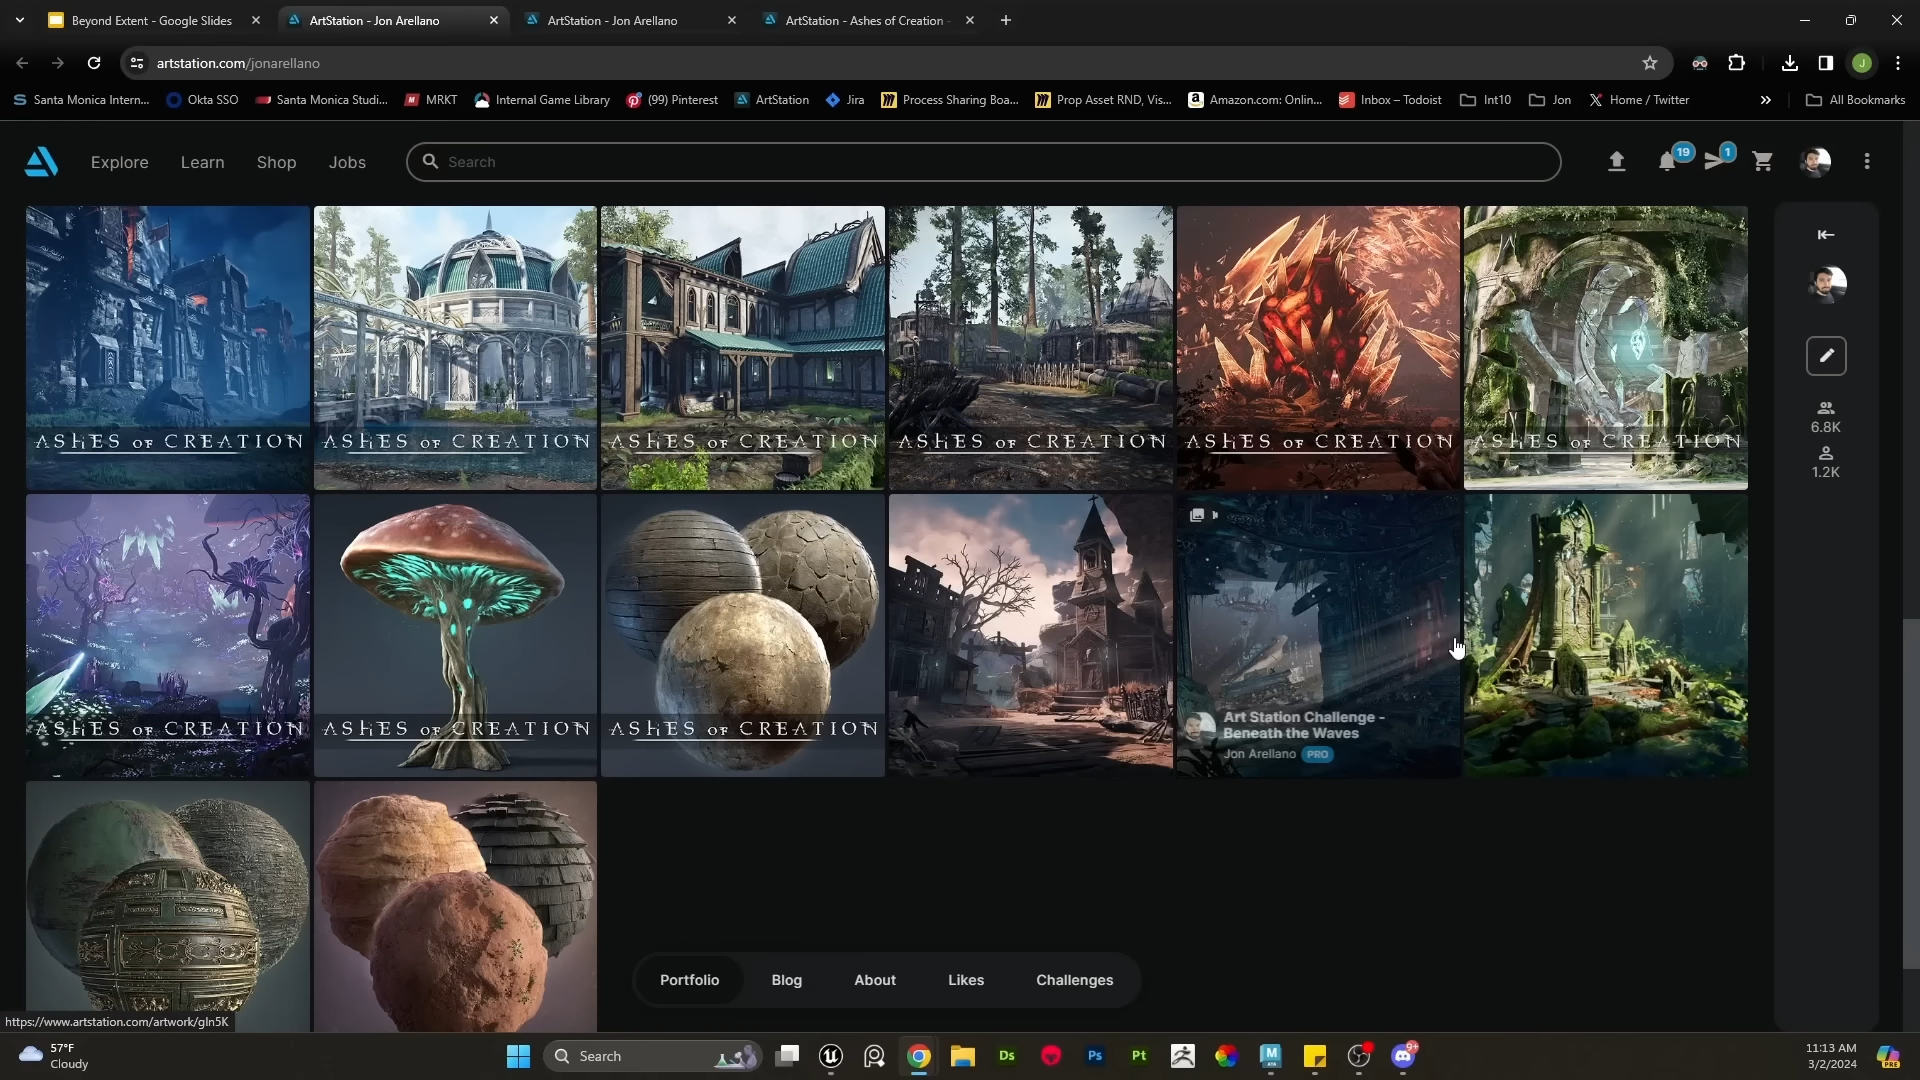 Beyond Extent - Google Slides
ArtStation - Jon Arellano
ArtStation - Jon Arellano
ArtStation - Ashes of Creation -
artstation.com/jonarellano
J
Santa Monica Intern...
Okta SSO
Santa Monica Studi...
MRKT
Internal Game Library
(99) Pinterest
ArtStation
Jira
Process Sharing Boa...
Prop Asset RND, Vis...
Amazon.com: Onlin...
Inbox – Todoist
Int10
Jon
Home / Twitter
All Bookmarks
Explore
Learn
Shop
Jobs
Search
19
1
ASHES OF CREATION
ASHES OF CREATION
ASHES OF CREATION
ASHES OF CREATION
ASHES OF CREATION
ASHES OF CREATION
6.8K
1.2K
ASHES OF CREATION
ASHES OF CREATION
ASHES OF CREATION
Art Station Challenge -
Beneath the Waves
Jon Arellano PRO
Portfolio
Blog
About
Likes
Challenges
https://www.artstation.com/artwork/gln5K
57°F
Cloudy
Search
Ds
Ps
Pt
M
9+
11:13 AM
3/2/2024
PRE